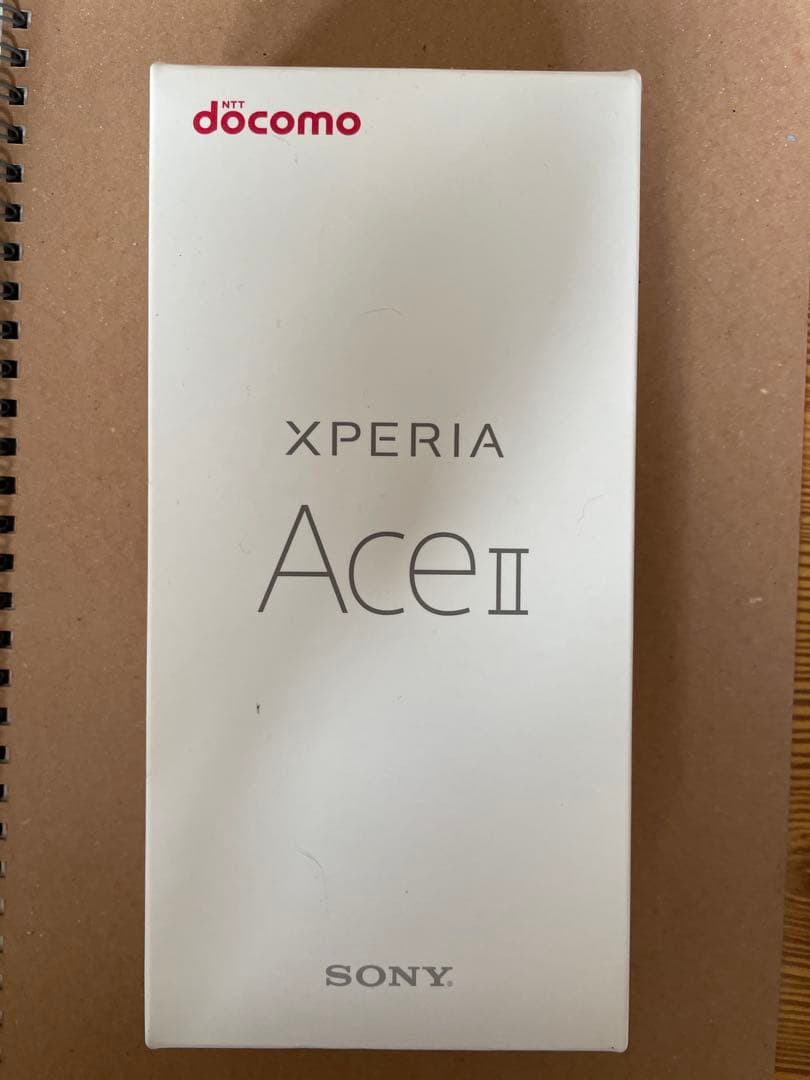 NTT
docomo
XPERIA
Ace II
SONY